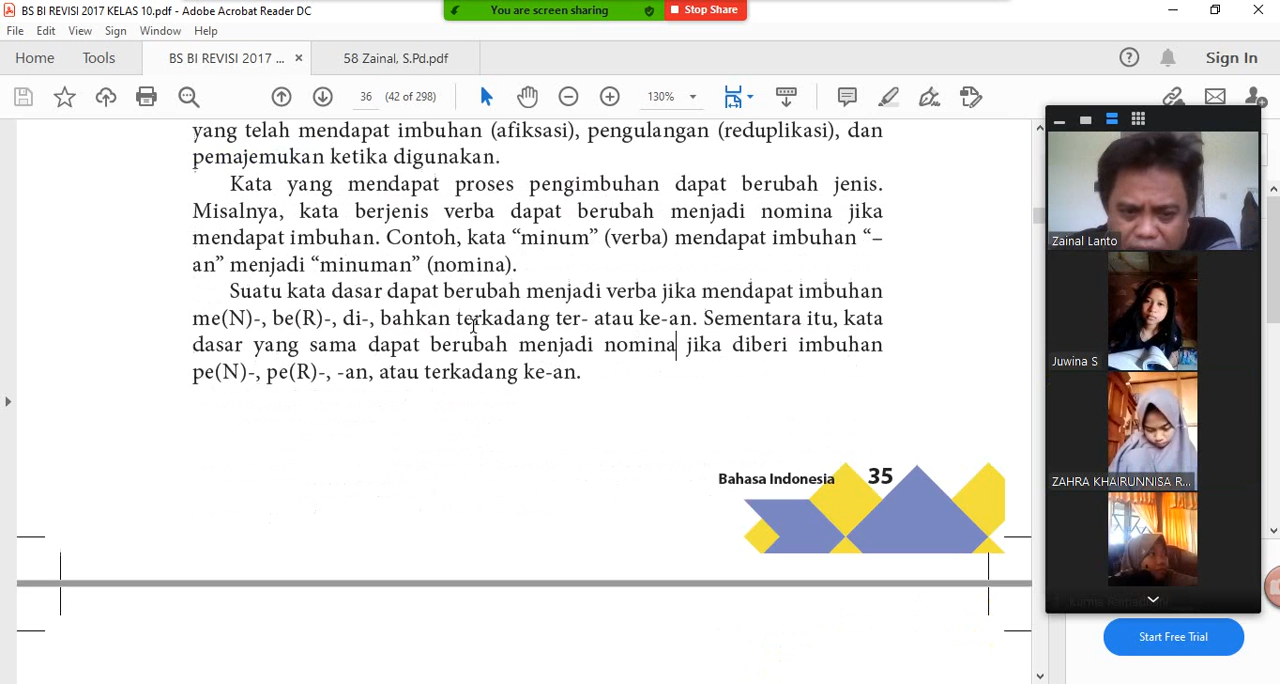 BS BI REVISI 2017 KELAS 10.pdf - Adobe Acrobat Reader DC
You are screen sharing
Stop Share
File Edit View Sign Window Help
Home Tools BS BI REVISI 2017 ... × 58 Zainal, S.Pd.pdf Sign In
36 (42 of 298) 130%
yang telah mendapat imbuhan (afiksasi), pengulangan (reduplikasi), dan
pemajemukan ketika digunakan.
Kata yang mendapat proses pengimbuhan dapat berubah jenis.
Misalnya, kata berjenis verba dapat berubah menjadi nomina jika
mendapat imbuhan. Contoh, kata “minum” (verba) mendapat imbuhan “–
an” menjadi “minuman” (nomina).
Suatu kata dasar dapat berubah menjadi verba jika mendapat imbuhan
me(N)-, be(R)-, di-, bahkan terkadang ter- atau ke-an. Sementara itu, kata
dasar yang sama dapat berubah menjadi nomina jika diberi imbuhan
pe(N)-, pe(R)-, -an, atau terkadang ke-an.
Bahasa Indonesia 35
Zainal Lanto
Juwina S
ZAHRA KHAIRUNNISA R...
Start Free Trial